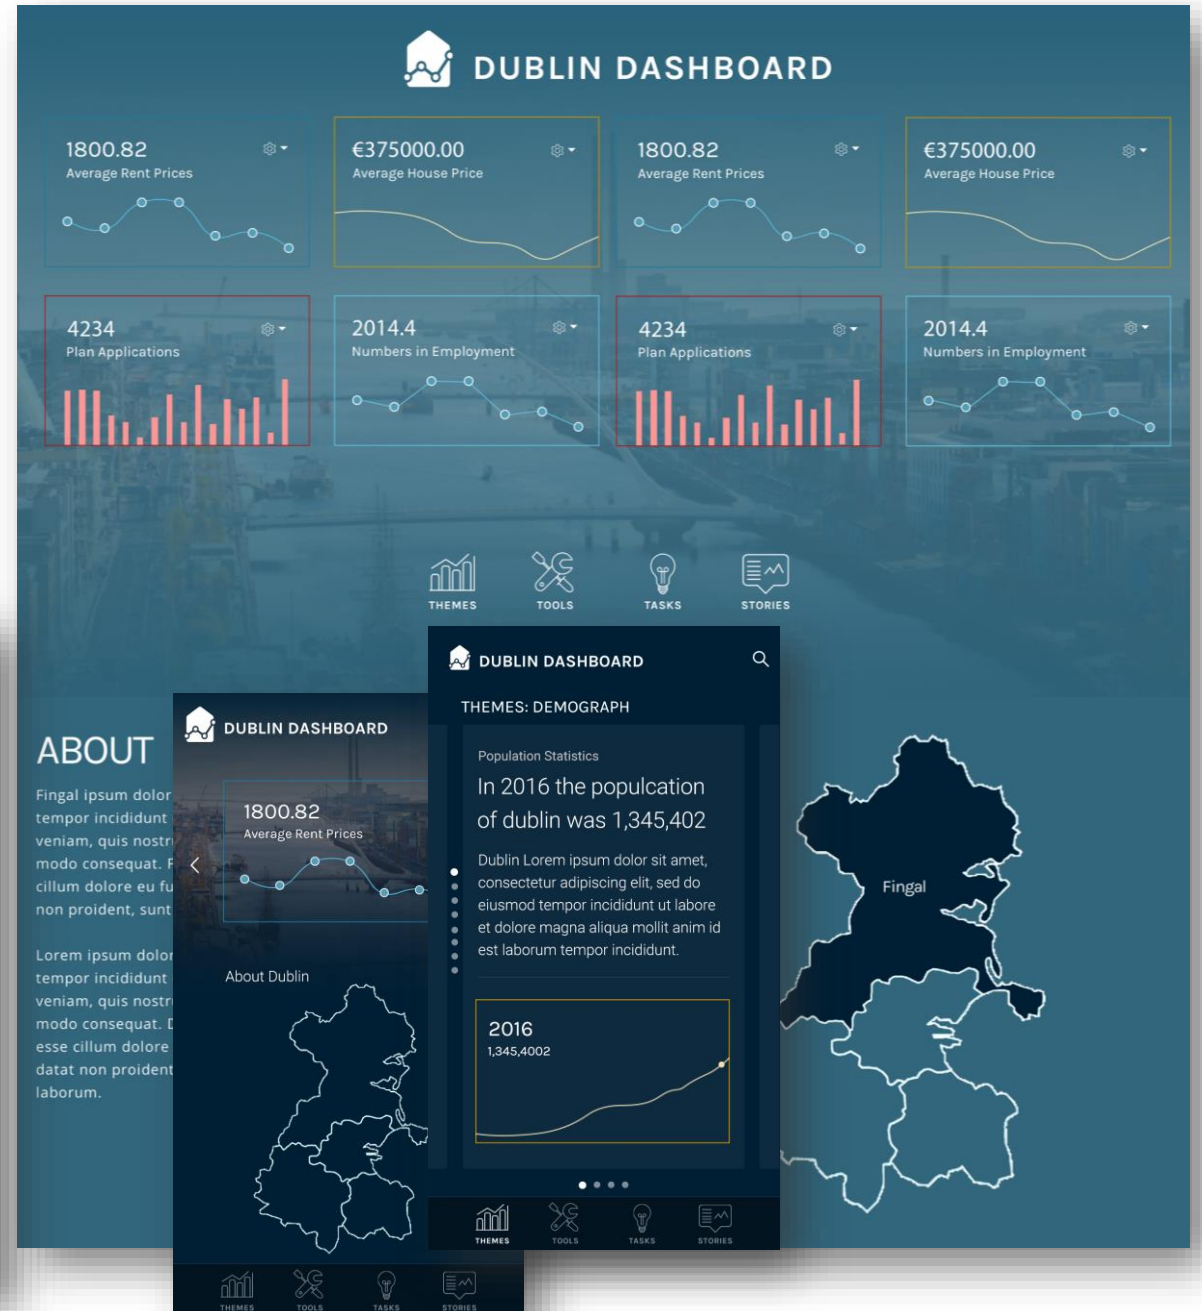 DUBLIN DASHBOARD
1800.82
Average Rent Prices
€375000.00
Average House Price
1800.82
Average Rent Prices
€375000.00
Average House Price
4234
Plan Applications
2014.4
Numbers in Employment
4234
Plan Applications
2014.4
Numbers in Employment
THEMES
TOOLS
TASKS
STORIES
ABOUT
Fingal ipsum dolor
tempor incididunt
veniam, quis nostr
modo consequat.
cillum dolore eu fu
non proident, sunt
Lorem ipsum dolor
tempor incididunt
veniam, quis nostr
modo consequat.
esse cillum dolore
datat non proident
laborum.
DUBLIN DASHBOARD
1800.82
Average Rent Prices
About Dublin
THEMES
TOOLS
TASKS
STORIES
DUBLIN DASHBOARD
THEMES: DEMOGRAPH
Population Statistics
In 2016 the populcation
of dublin was 1,345,402
Dublin Lorem ipsum dolor sit amet,
consectetur adipiscing elit, sed do
eiusmod tempor incididunt ut labore
et dolore magna aliqua mollit anim id
est laborum tempor incididunt.
2016
1,345,4002
THEMES
TOOLS
TASKS
STORIES
Fingal